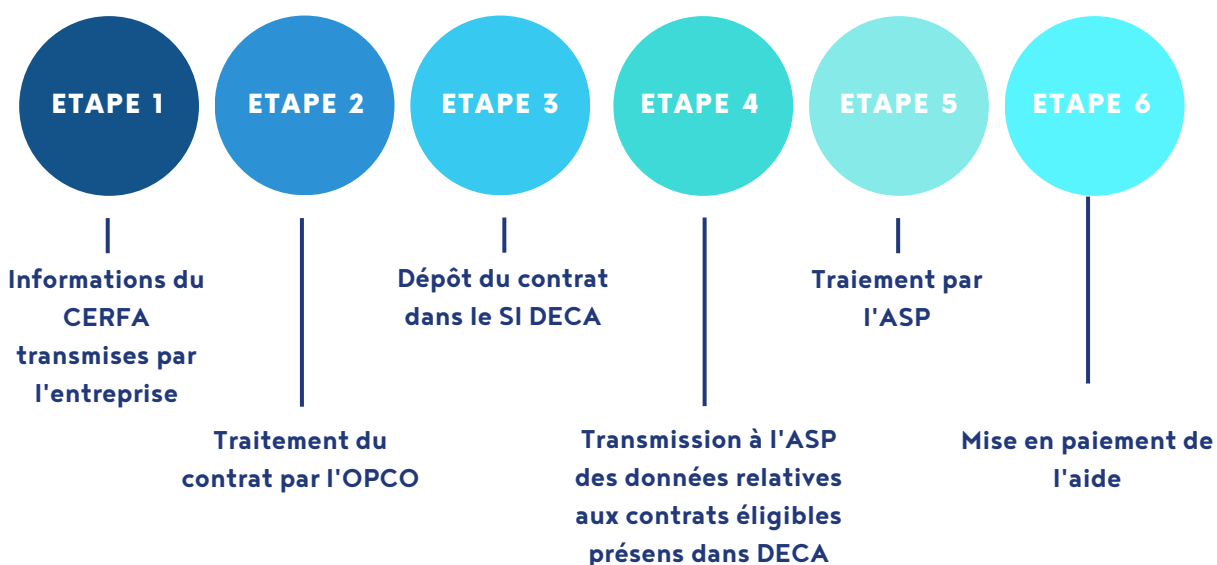 ETAPE 1
ETAPE 2
ETAPE 3
ETAPE 4
ETAPE 5
ETAPE 6
Informations du
CERFA
transmises par
l'entreprise
Traitement du
contrat par l'OPCO
Dépôt du contrat
dans le SI DECA
Transmission à l'ASP
des données relatives
aux contrats éligibles
présens dans DECA
Traiement par
l'ASP
Mise en paiement de
l'aide